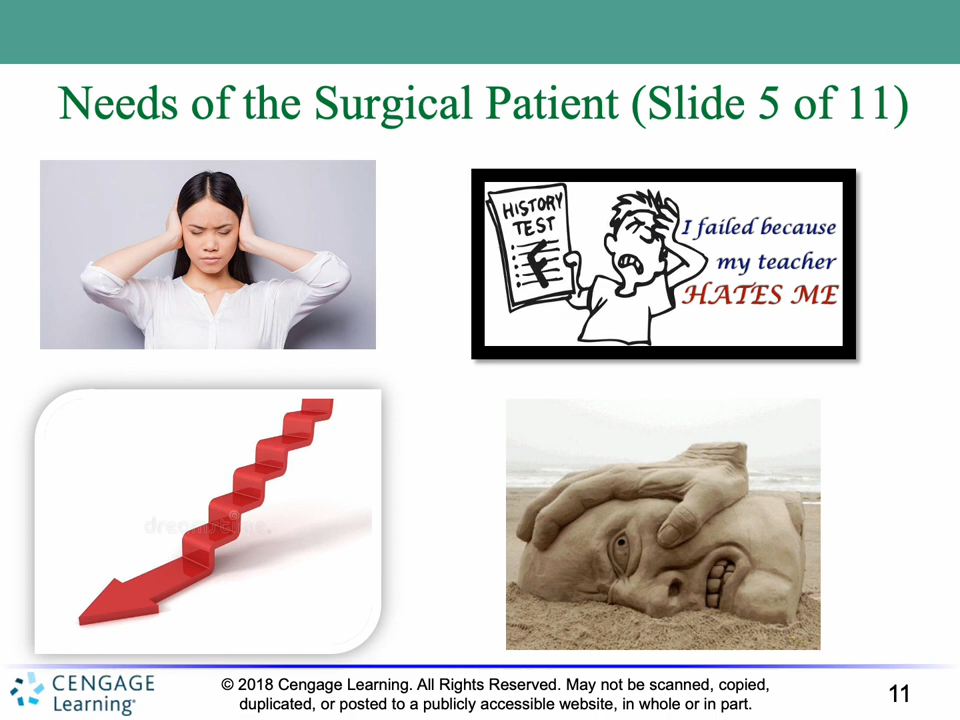 Needs of the Surgical Patient (Slide 5 of 11)
HISTORY
TEST
F
I failed because
my teacher
HATES ME
dreamstime.
CENGAGE
Learning®
© 2018 Cengage Learning. All Rights Reserved. May not be scanned, copied,
duplicated, or posted to a publicly accessible website, in whole or in part.
11